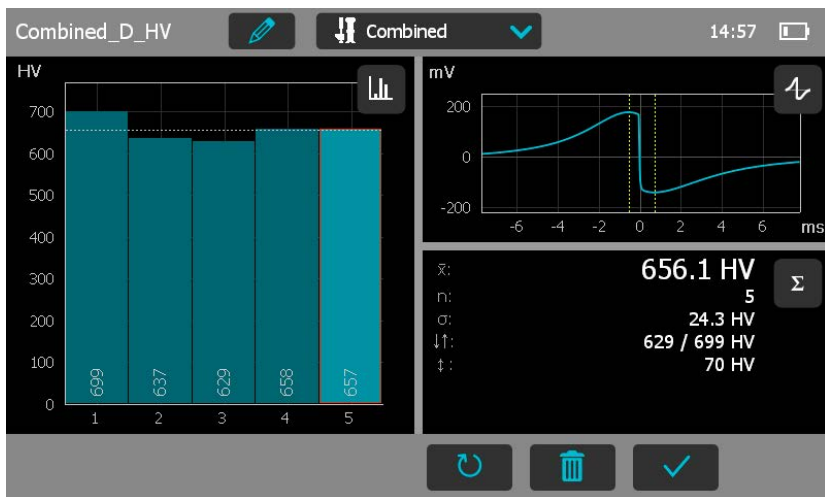 Combined_D_HV
Combined
14:57
HV
700
600
500
400
300
200
100
0
699
637
629
658
657
1 2 3 4 5
mV
200
0
-200
-6 -4 -2 0 2 4 6 ms
x̄: 656.1 HV
n: 5
σ: 24.3 HV
↓↑: 629 / 699 HV
↕: 70 HV
Σ